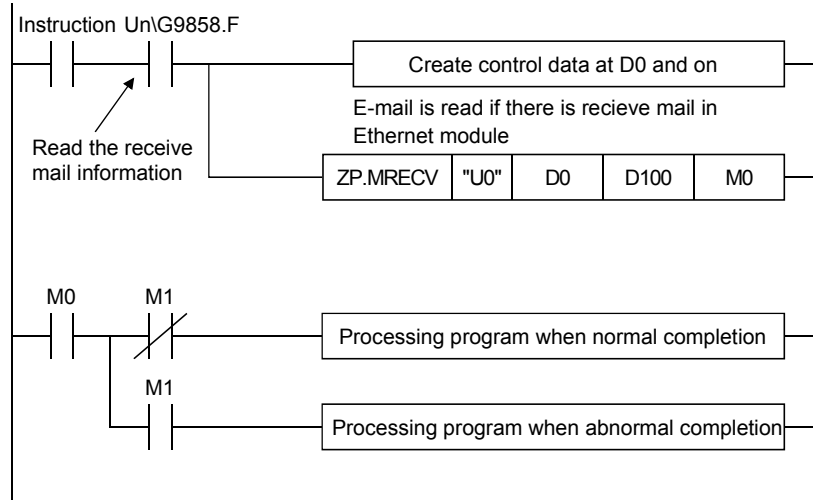 Instruction Un\G9858.F
Create control data at D0 and on
E-mail is read if there is recieve mail in
Ethernet module
Read the receive
mail information
ZP.MRECV "U0" D0 D100 M0
M0 M1
Processing program when normal completion
M1
Processing program when abnormal completion